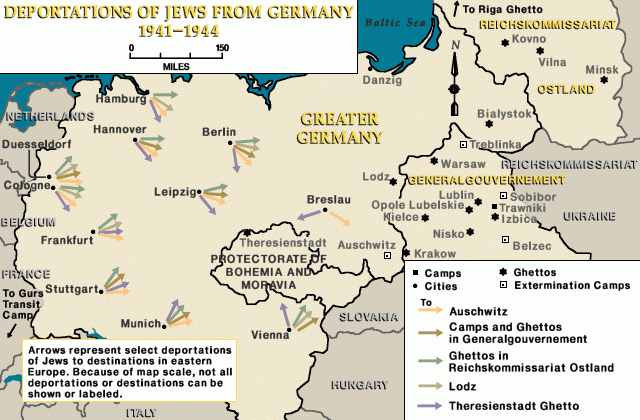 DEPORTATIONS OF JEWS FROM GERMANY
1941–1944
0 150
MILES
Baltic Sea
To Riga Ghetto
REICHSKOMMISSARIAT
Kovno
Vilna
Minsk
OSTLAND
Danzig
N
Hamburg
NETHERLANDS
Hannover
Berlin
GREATER
GERMANY
Bialystok
Treblinka
Duesseldorf
Cologne
Warsaw
REICHSKOMMISSARIAT
Lodz
GENERALGOUVERNEMENT
Leipzig
Breslau
Lublin
Sobibor
Opole Lubelskie
Trawniki
Kielce
Izbica
UKRAINE
BELGIUM
Frankfurt
Theresienstadt
Auschwitz
Nisko
Belzec
Krakow
PROTECTORATE OF
BOHEMIA AND
MORAVIA
FRANCE
To Gurs
Transit
Camp
Stuttgart
Munich
Vienna
SLOVAKIA
HUNGARY
ITALY
Arrows represent select deportations
of Jews to destinations in eastern
Europe. Because of map scale, not all
deportations or destinations can be
shown or labeled.
Camps
Ghettos
Cities
Extermination Camps
To
Auschwitz
Camps and Ghettos
in Generalgouvernement
Ghettos in
Reichskommissariat Ostland
Lodz
Theresienstadt Ghetto